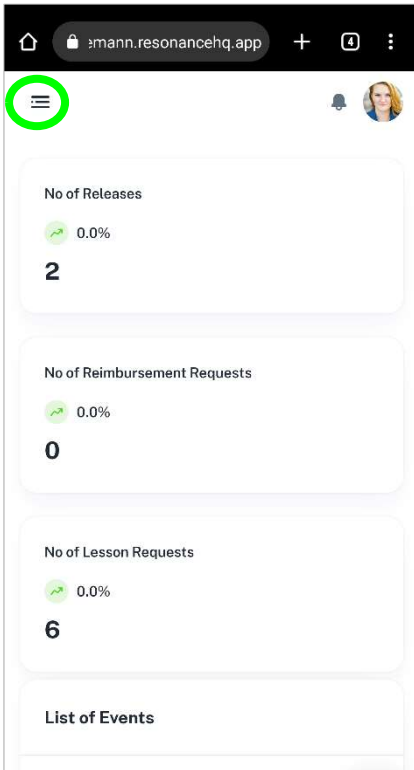 emann.resonancehq.app
4
No of Releases
0.0%
2
No of Reimbursement Requests
0.0%
0
No of Lesson Requests
0.0%
6
List of Events